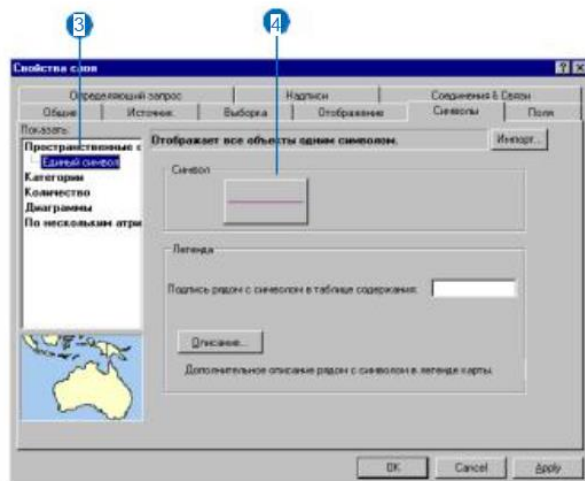 3 4
Свойства слоя
Определяющий запрос Надписи Соединения & Связи
Общие Источник Выборка Отображение Символы Поля
Показать:
Пространственные о
Единый символ
Категории
Количество
Диаграммы
По нескольким атри
Отображает все объекты одним символом.
Импорт...
Символ
Легенда
Подпись рядом с символом в таблице содержания:
Описание...
Дополнительное описание рядом с символом в легенде карты.
OK Cancel Apply